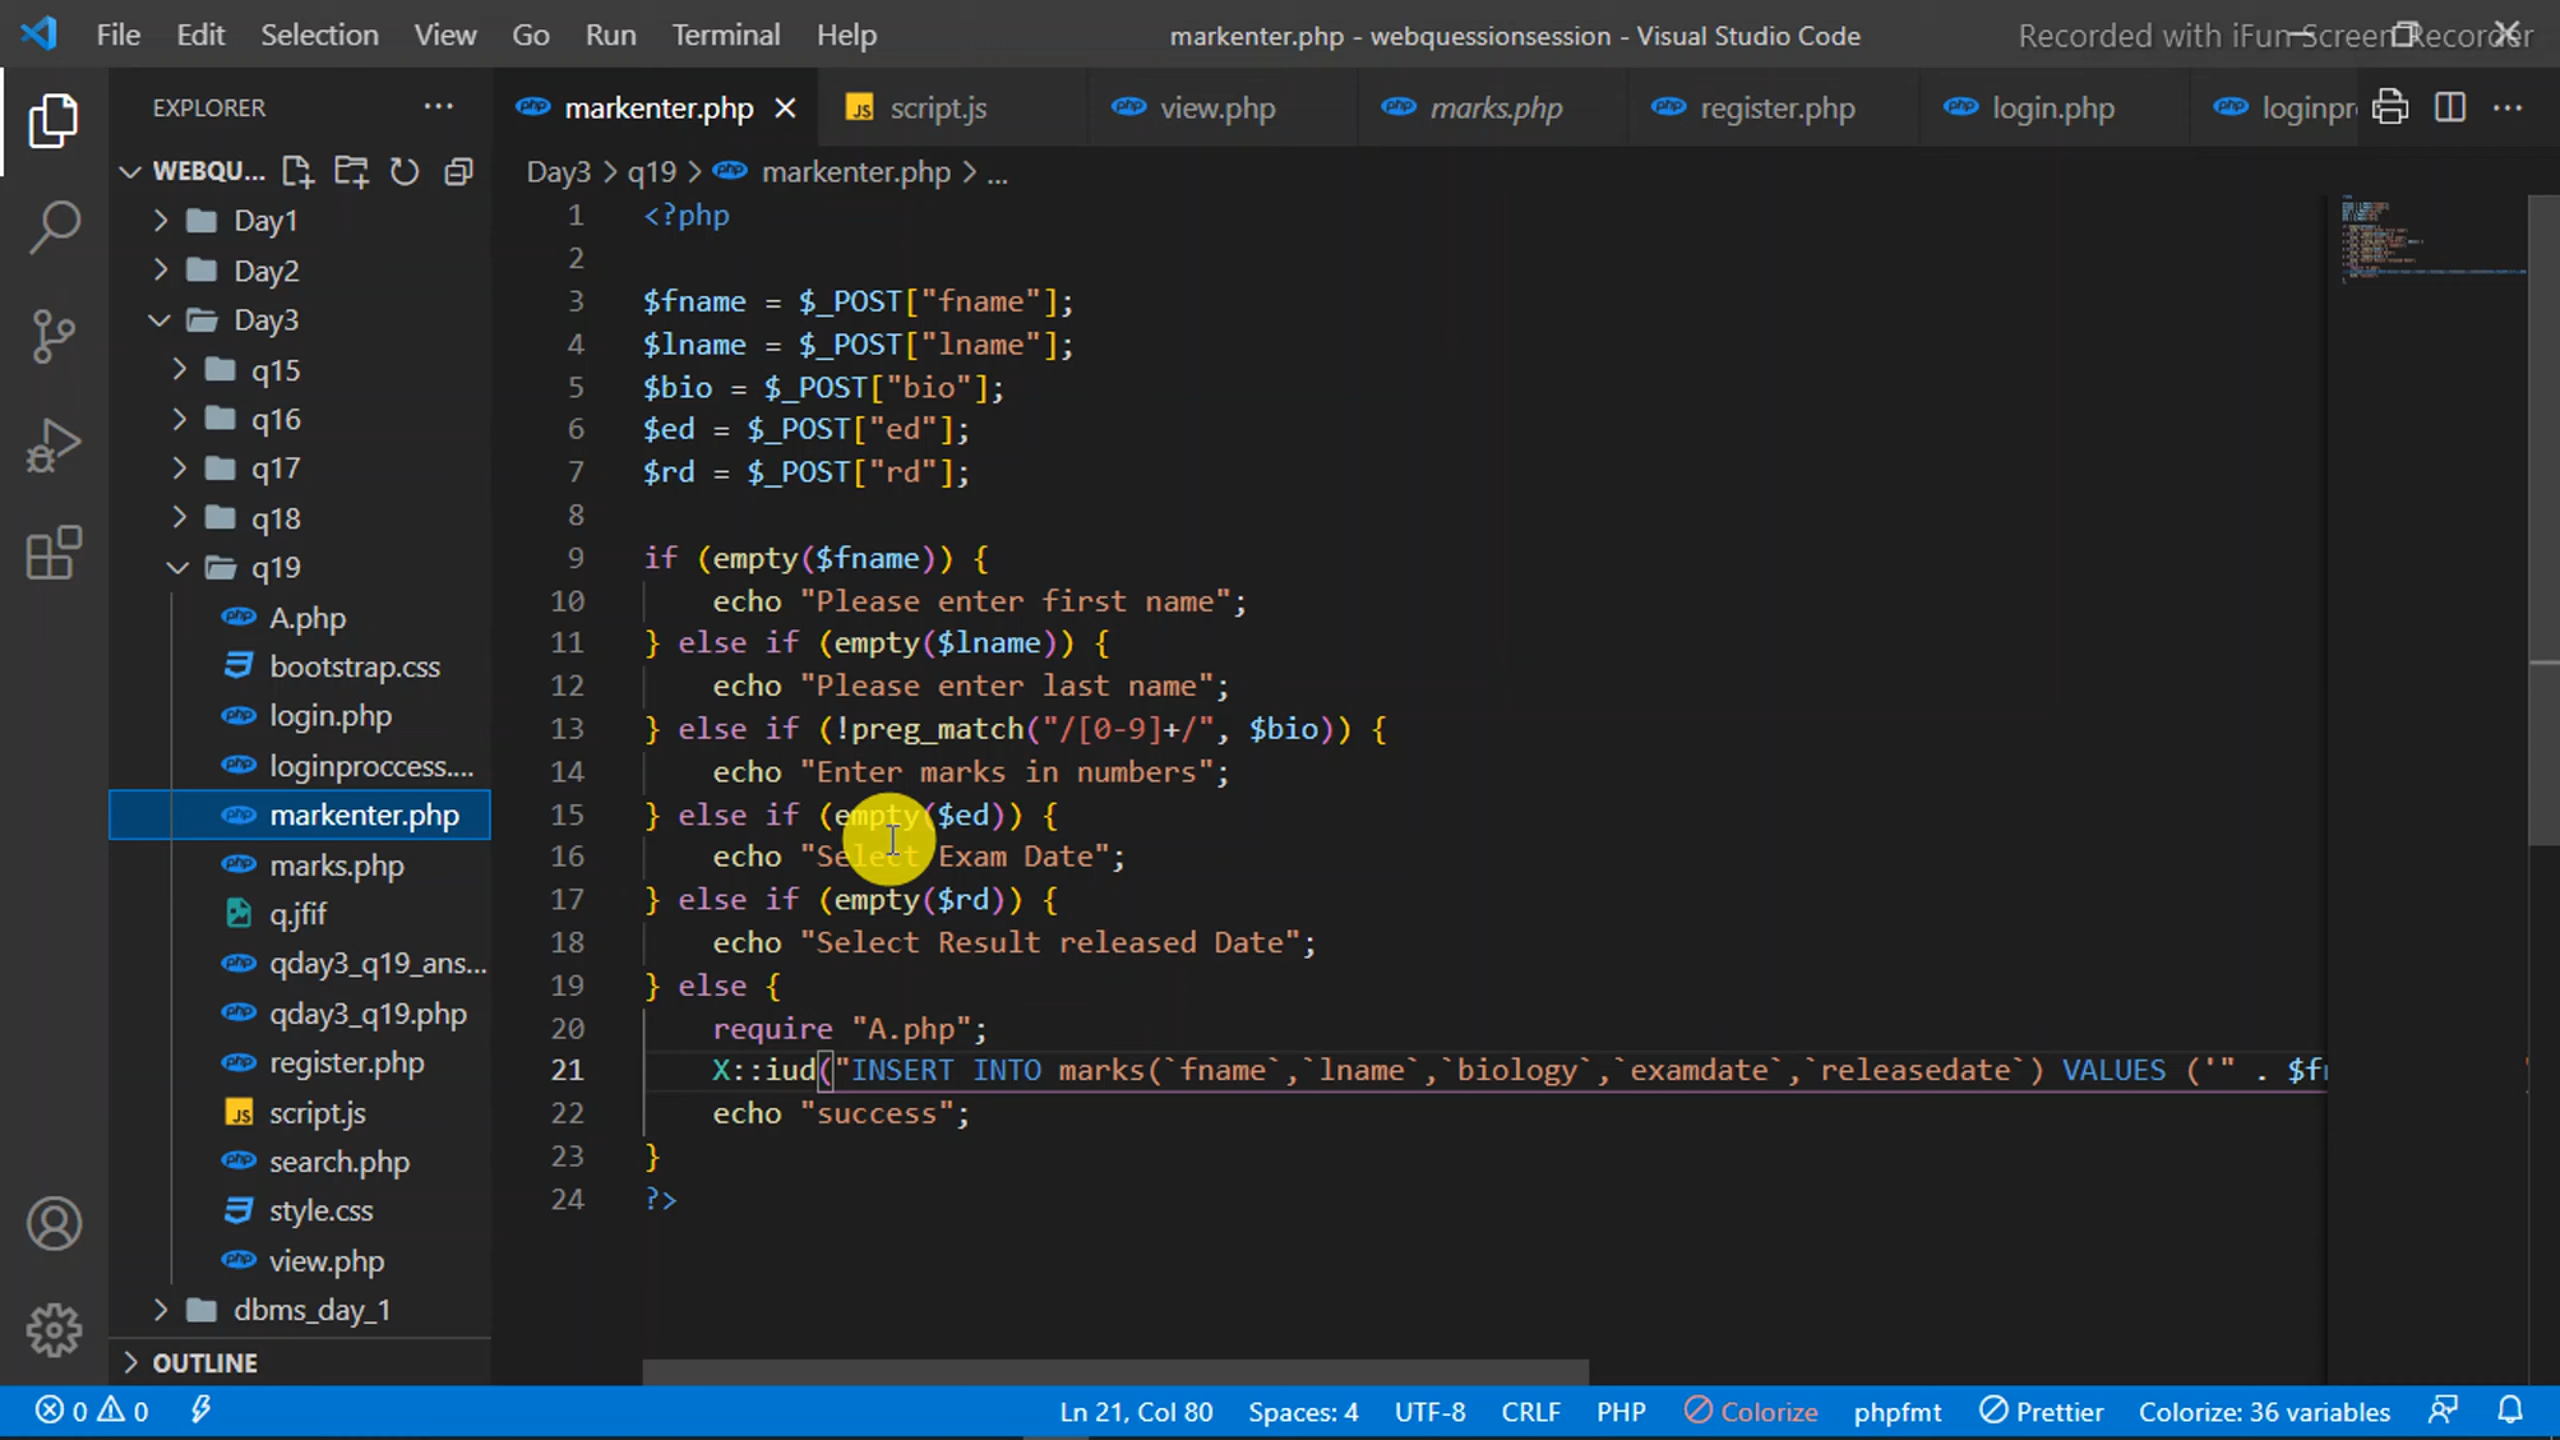 File Edit Selection View Go Run Terminal Help markenter.php - webquessionsession - Visual Studio Code Recorded with iFun Screen Recorder
EXPLORER ... markenter.php script.js view.php marks.php register.php login.php loginpr
WEBQU... Day3 > q19 > markenter.php > ...
Day1
Day2
Day3
q15
q16
q17
q18
q19
A.php
bootstrap.css
login.php
loginproccess....
markenter.php
marks.php
q.jfif
qday3_q19_ans...
qday3_q19.php
register.php
script.js
search.php
style.css
view.php
dbms_day_1
OUTLINE
1 <?php
2
3 $fname = $_POST["fname"];
4 $lname = $_POST["lname"];
5 $bio = $_POST["bio"];
6 $ed = $_POST["ed"];
7 $rd = $_POST["rd"];
8
9 if (empty($fname)) {
10 echo "Please enter first name";
11 } else if (empty($lname)) {
12 echo "Please enter last name";
13 } else if (!preg_match("/[0-9]+/", $bio)) {
14 echo "Enter marks in numbers";
15 } else if (empty($ed)) {
16 echo "Select Exam Date";
17 } else if (empty($rd)) {
18 echo "Select Result released Date";
19 } else {
20 require "A.php";
21 X::iud("INSERT INTO marks(`fname`,`lname`,`biology`,`examdate`,`releasedate`) VALUES ('" . $f
22 echo "success";
23 }
24 ?>
0 0 Ln 21, Col 80 Spaces: 4 UTF-8 CRLF PHP Colorize phpfmt Prettier Colorize: 36 variables